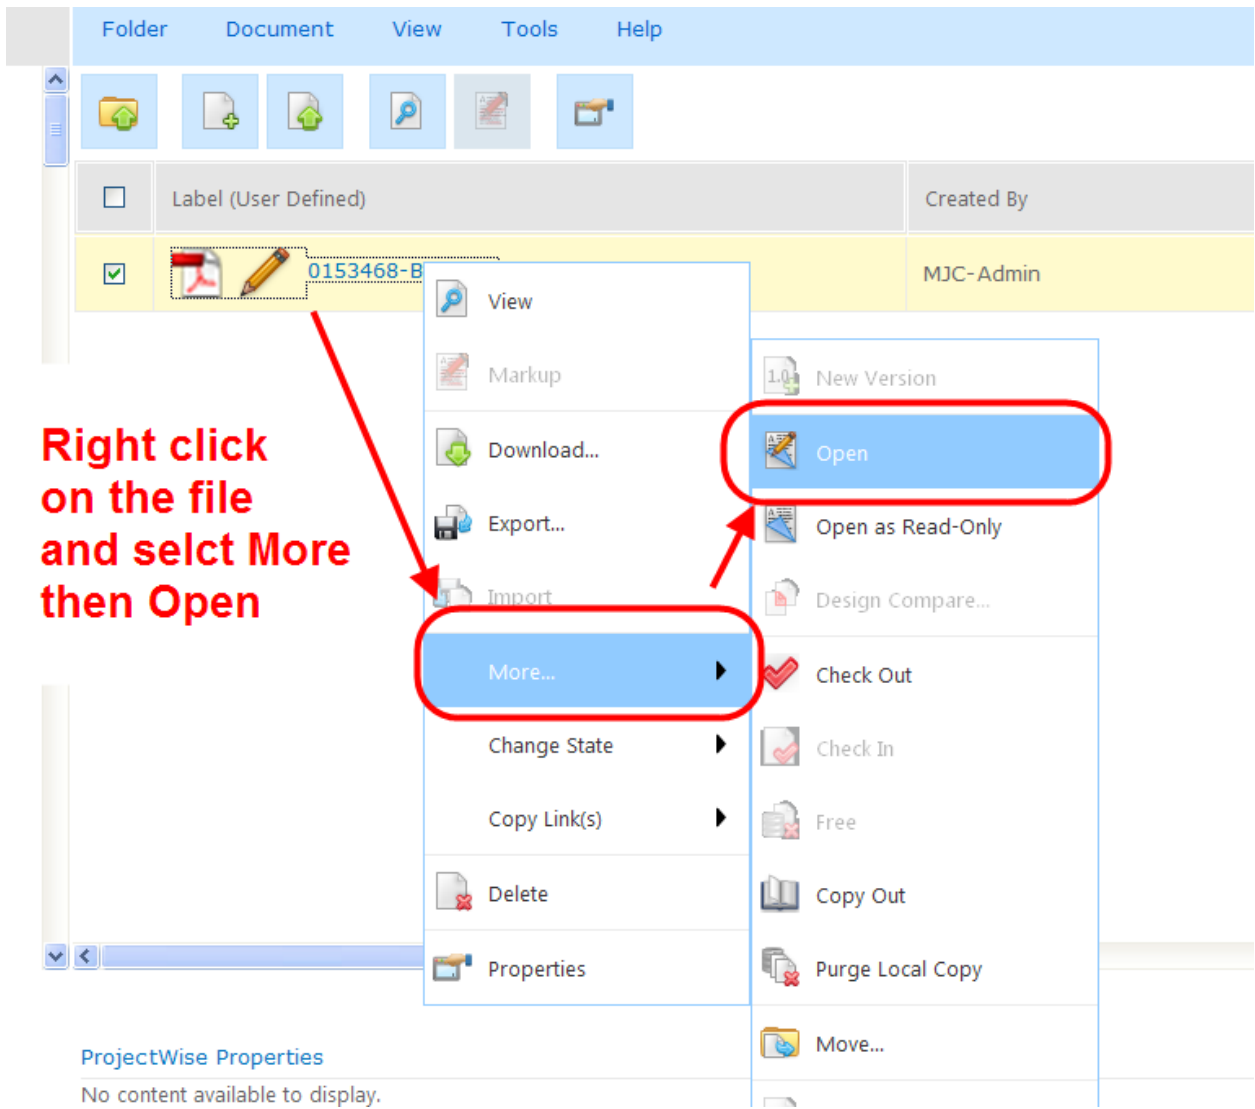 Folder Document View Tools Help
Label (User Defined) Created By
0153468-B MJC-Admin
View
Markup
Download...
Export...
Import
More...
Change State
Copy Link(s)
Delete
Properties
1.0 New Version
Open
Open as Read-Only
Design Compare...
Check Out
Check In
Free
Copy Out
Purge Local Copy
Move...
Right click
on the file
and selct More
then Open
ProjectWise Properties
No content available to display.